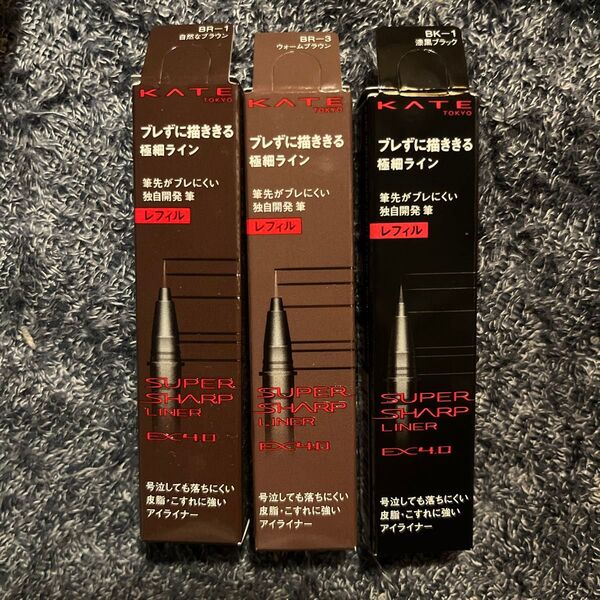 BR-1
自然なブラウン
KATE
TOKYO
ブレずに描ききる
極細ライン
筆先がブレにくい
独自開発 筆
レフィル
SUPER
SHARP
LINER
EX4.0
号泣しても落ちにくい
皮脂・こすれに強い
アイライナー
BR-3
ウォームブラウン
KATE
TOKYO
ブレずに描ききる
極細ライン
筆先がブレにくい
独自開発 筆
レフィル
SUPER
SHARP
LINER
EX4.0
号泣しても落ちにくい
皮脂・こすれに強い
アイライナー
BK-1
漆黒ブラック
KATE
TOKYO
ブレずに描ききる
極細ライン
筆先がブレにくい
独自開発 筆
レフィル
SUPER
SHARP
LINER
EX4.0
号泣しても落ちにくい
皮脂・こすれに強い
アイライナー